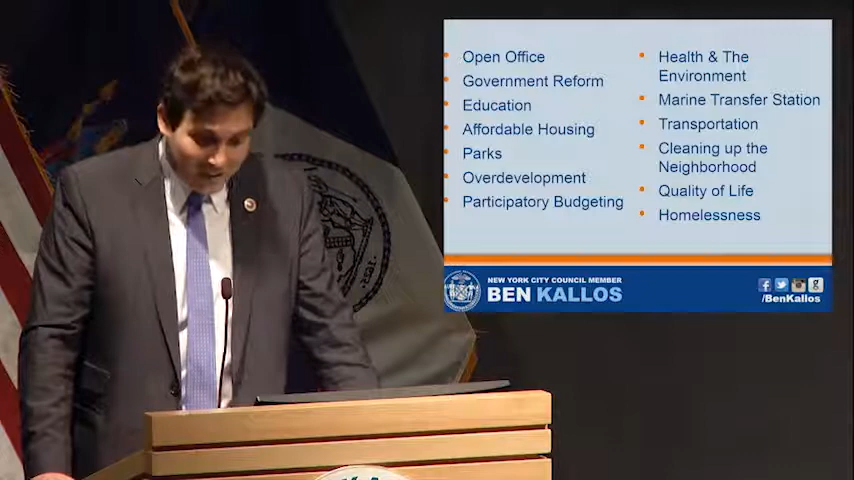 Open Office
Government Reform
Education
Affordable Housing
Parks
Overdevelopment
Participatory Budgeting
Health & The
Environment
Marine Transfer Station
Transportation
Cleaning up the
Neighborhood
Quality of Life
Homelessness
NEW YORK CITY COUNCIL MEMBER
BEN KALLOS
f
g
/BenKallos